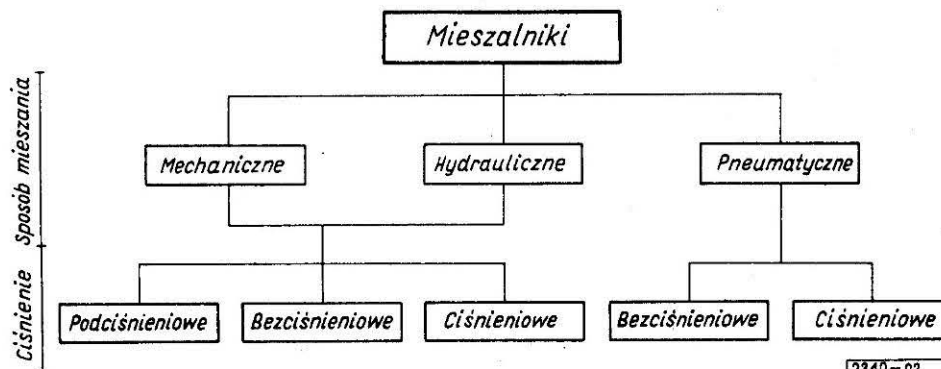 Mieszalniki
Sposób mieszania
Mechaniczne
Hydrauliczne
Pneumatyczne
Ciśnienie
Podciśnieniowe
Bezciśnieniowe
Ciśnieniowe
Bezciśnieniowe
Ciśnieniowe